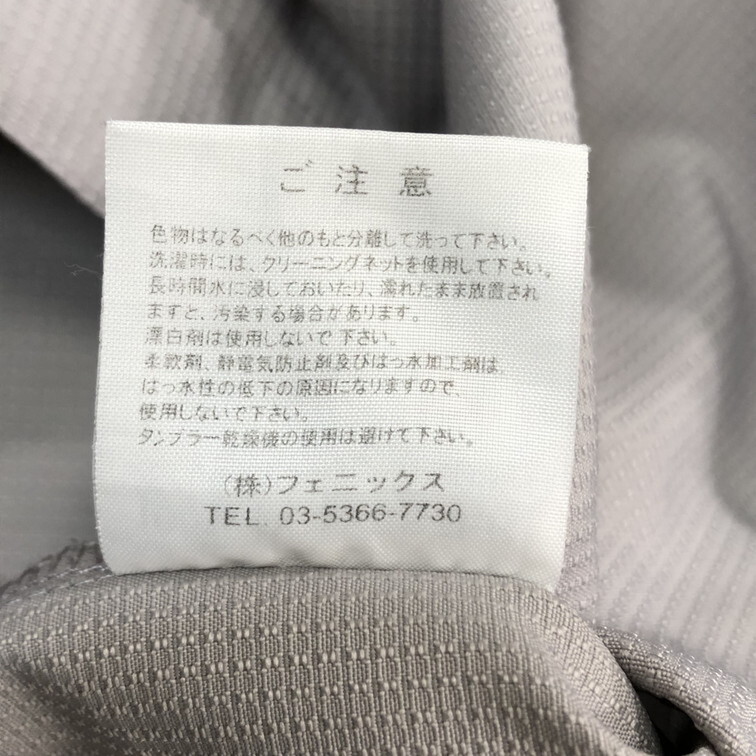 ご注意
色物はなるべく他のもと分離して洗って下さい。
洗濯時には、クリーニングネットを使用して下さい。
長時間水に浸しておいたり、濡れたまま放置され
ますと、汚染する場合があります。
漂白剤は使用しないで下さい。
柔軟剤、静電気防止剤及びはっ水加工剤は、
はっ水性の低下の原因になりますので、
使用しないで下さい。
タンブラー乾燥機の使用は避けて下さい。
(株)フェニックス
TEL. 03-5366-7730